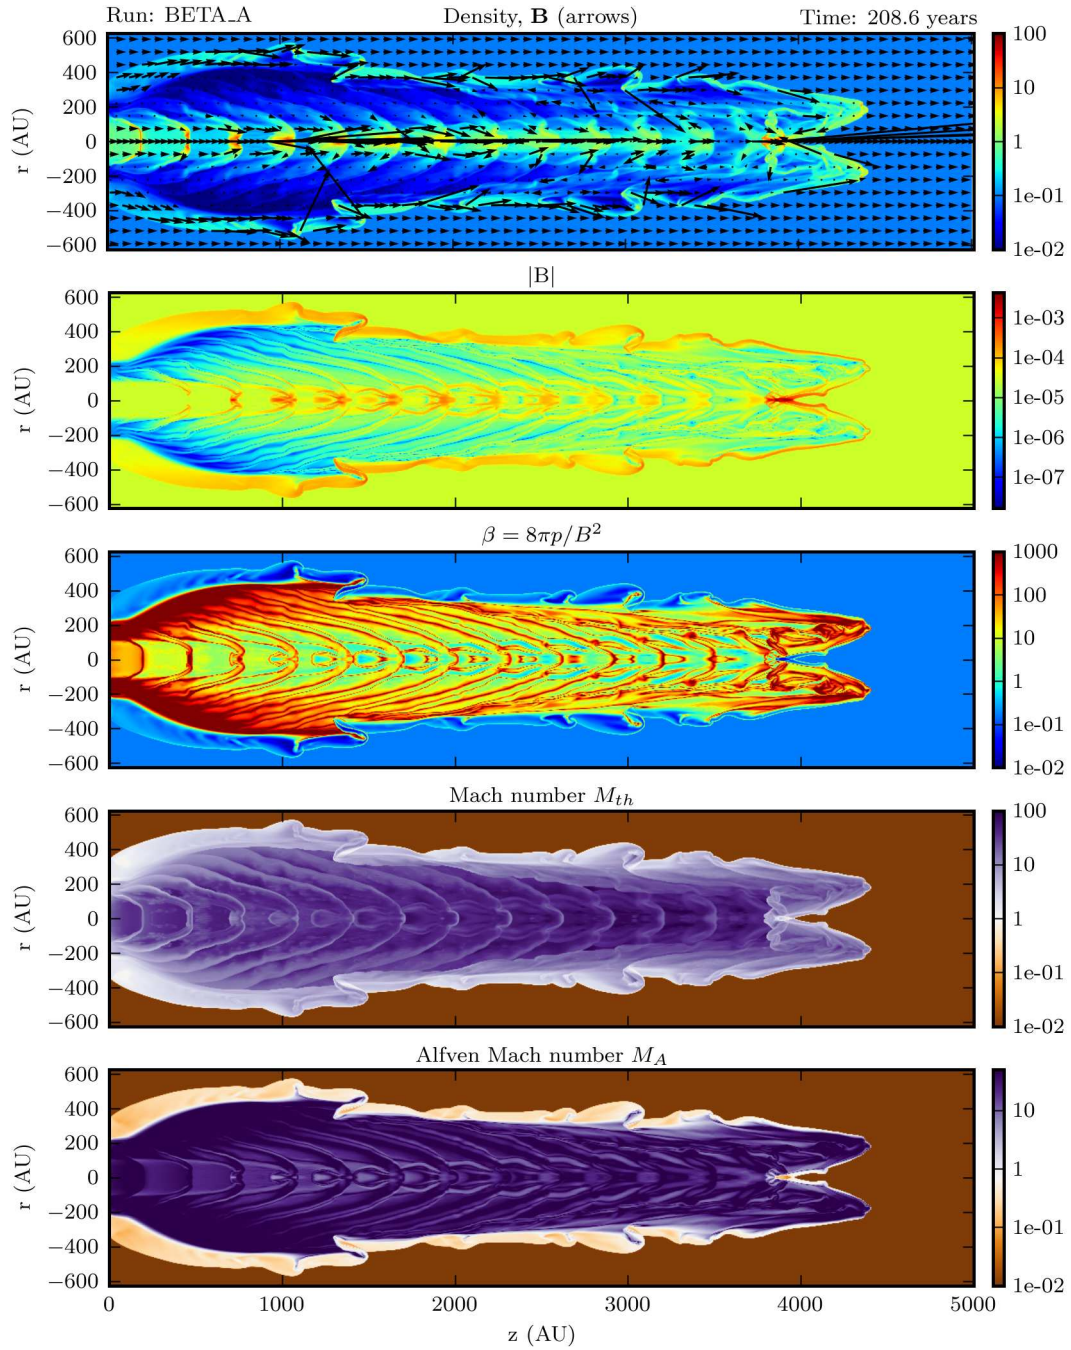 Run: BETA_A Density, B (arrows) Time: 208.6 years
600
400
200
0
−200
−400
−600
r (AU)
100
10
1
1e-01
1e-02
|B|
600
400
200
0
−200
−400
−600
r (AU)
1e-03
1e-04
1e-05
1e-06
1e-07
β = 8πp/B²
600
400
200
0
−200
−400
−600
r (AU)
1000
100
10
1
1e-01
1e-02
Mach number M_th
600
400
200
0
−200
−400
−600
r (AU)
100
10
1
1e-01
1e-02
Alfven Mach number M_A
600
400
200
0
−200
−400
−600
r (AU)
10
1
1e-01
1e-02
0 1000 2000 3000 4000 5000
z (AU)